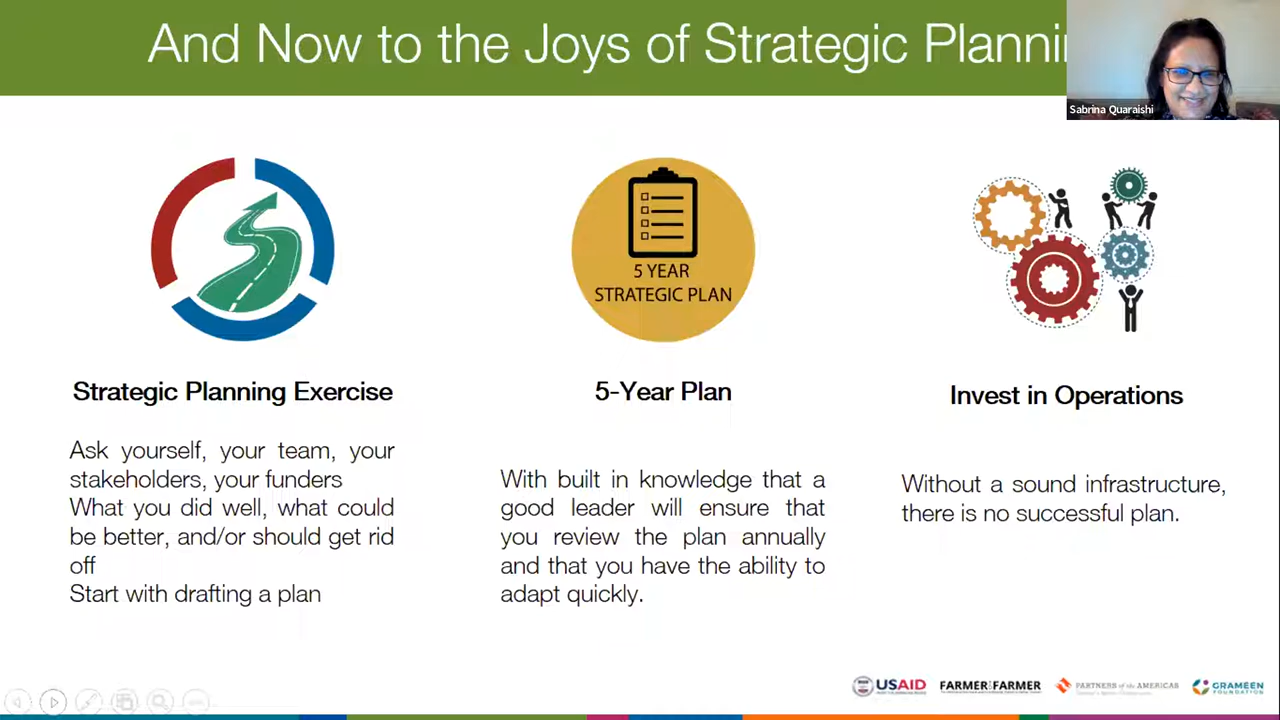 And Now to the Joys of Strategic Plannin
Sabrina Quaraishi
5 YEAR
STRATEGIC PLAN
Strategic Planning Exercise
Ask yourself, your team, your
stakeholders, your funders
What you did well, what could
be better, and/or should get rid
off
Start with drafting a plan
5-Year Plan
With built in knowledge that a
good leader will ensure that
you review the plan annually
and that you have the ability to
adapt quickly.
Invest in Operations
Without a sound infrastructure,
there is no successful plan.
USAID
FARMER FARMER
PARTNERS of the AMERICAS
GRAMEEN
FOUNDATION